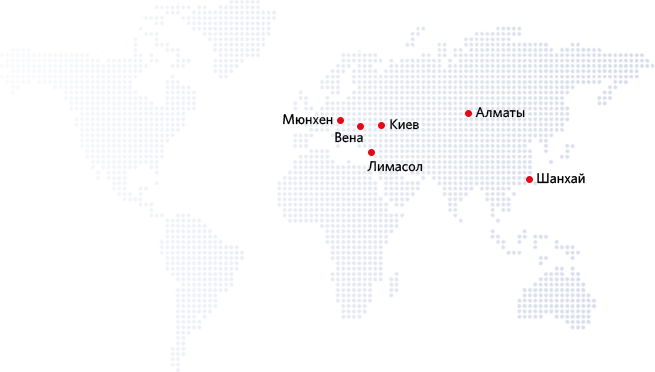 Алматы
Мюнхен
Киев
Вена
Лимасол
Шанхай